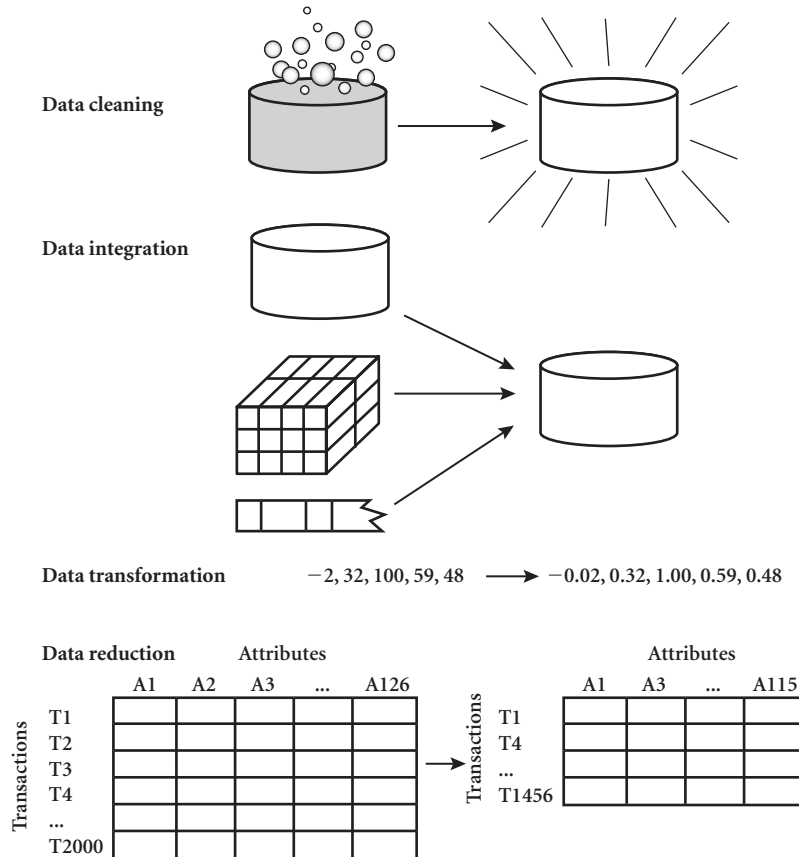 Data cleaning
Data integration
Data transformation −2, 32, 100, 59, 48 −0.02, 0.32, 1.00, 0.59, 0.48
Data reduction Attributes
A1 A2 A3 ... A126
Transactions
T1
T2
T3
T4
...
T2000
Attributes
A1 A3 ... A115
Transactions
T1
T4
...
T1456